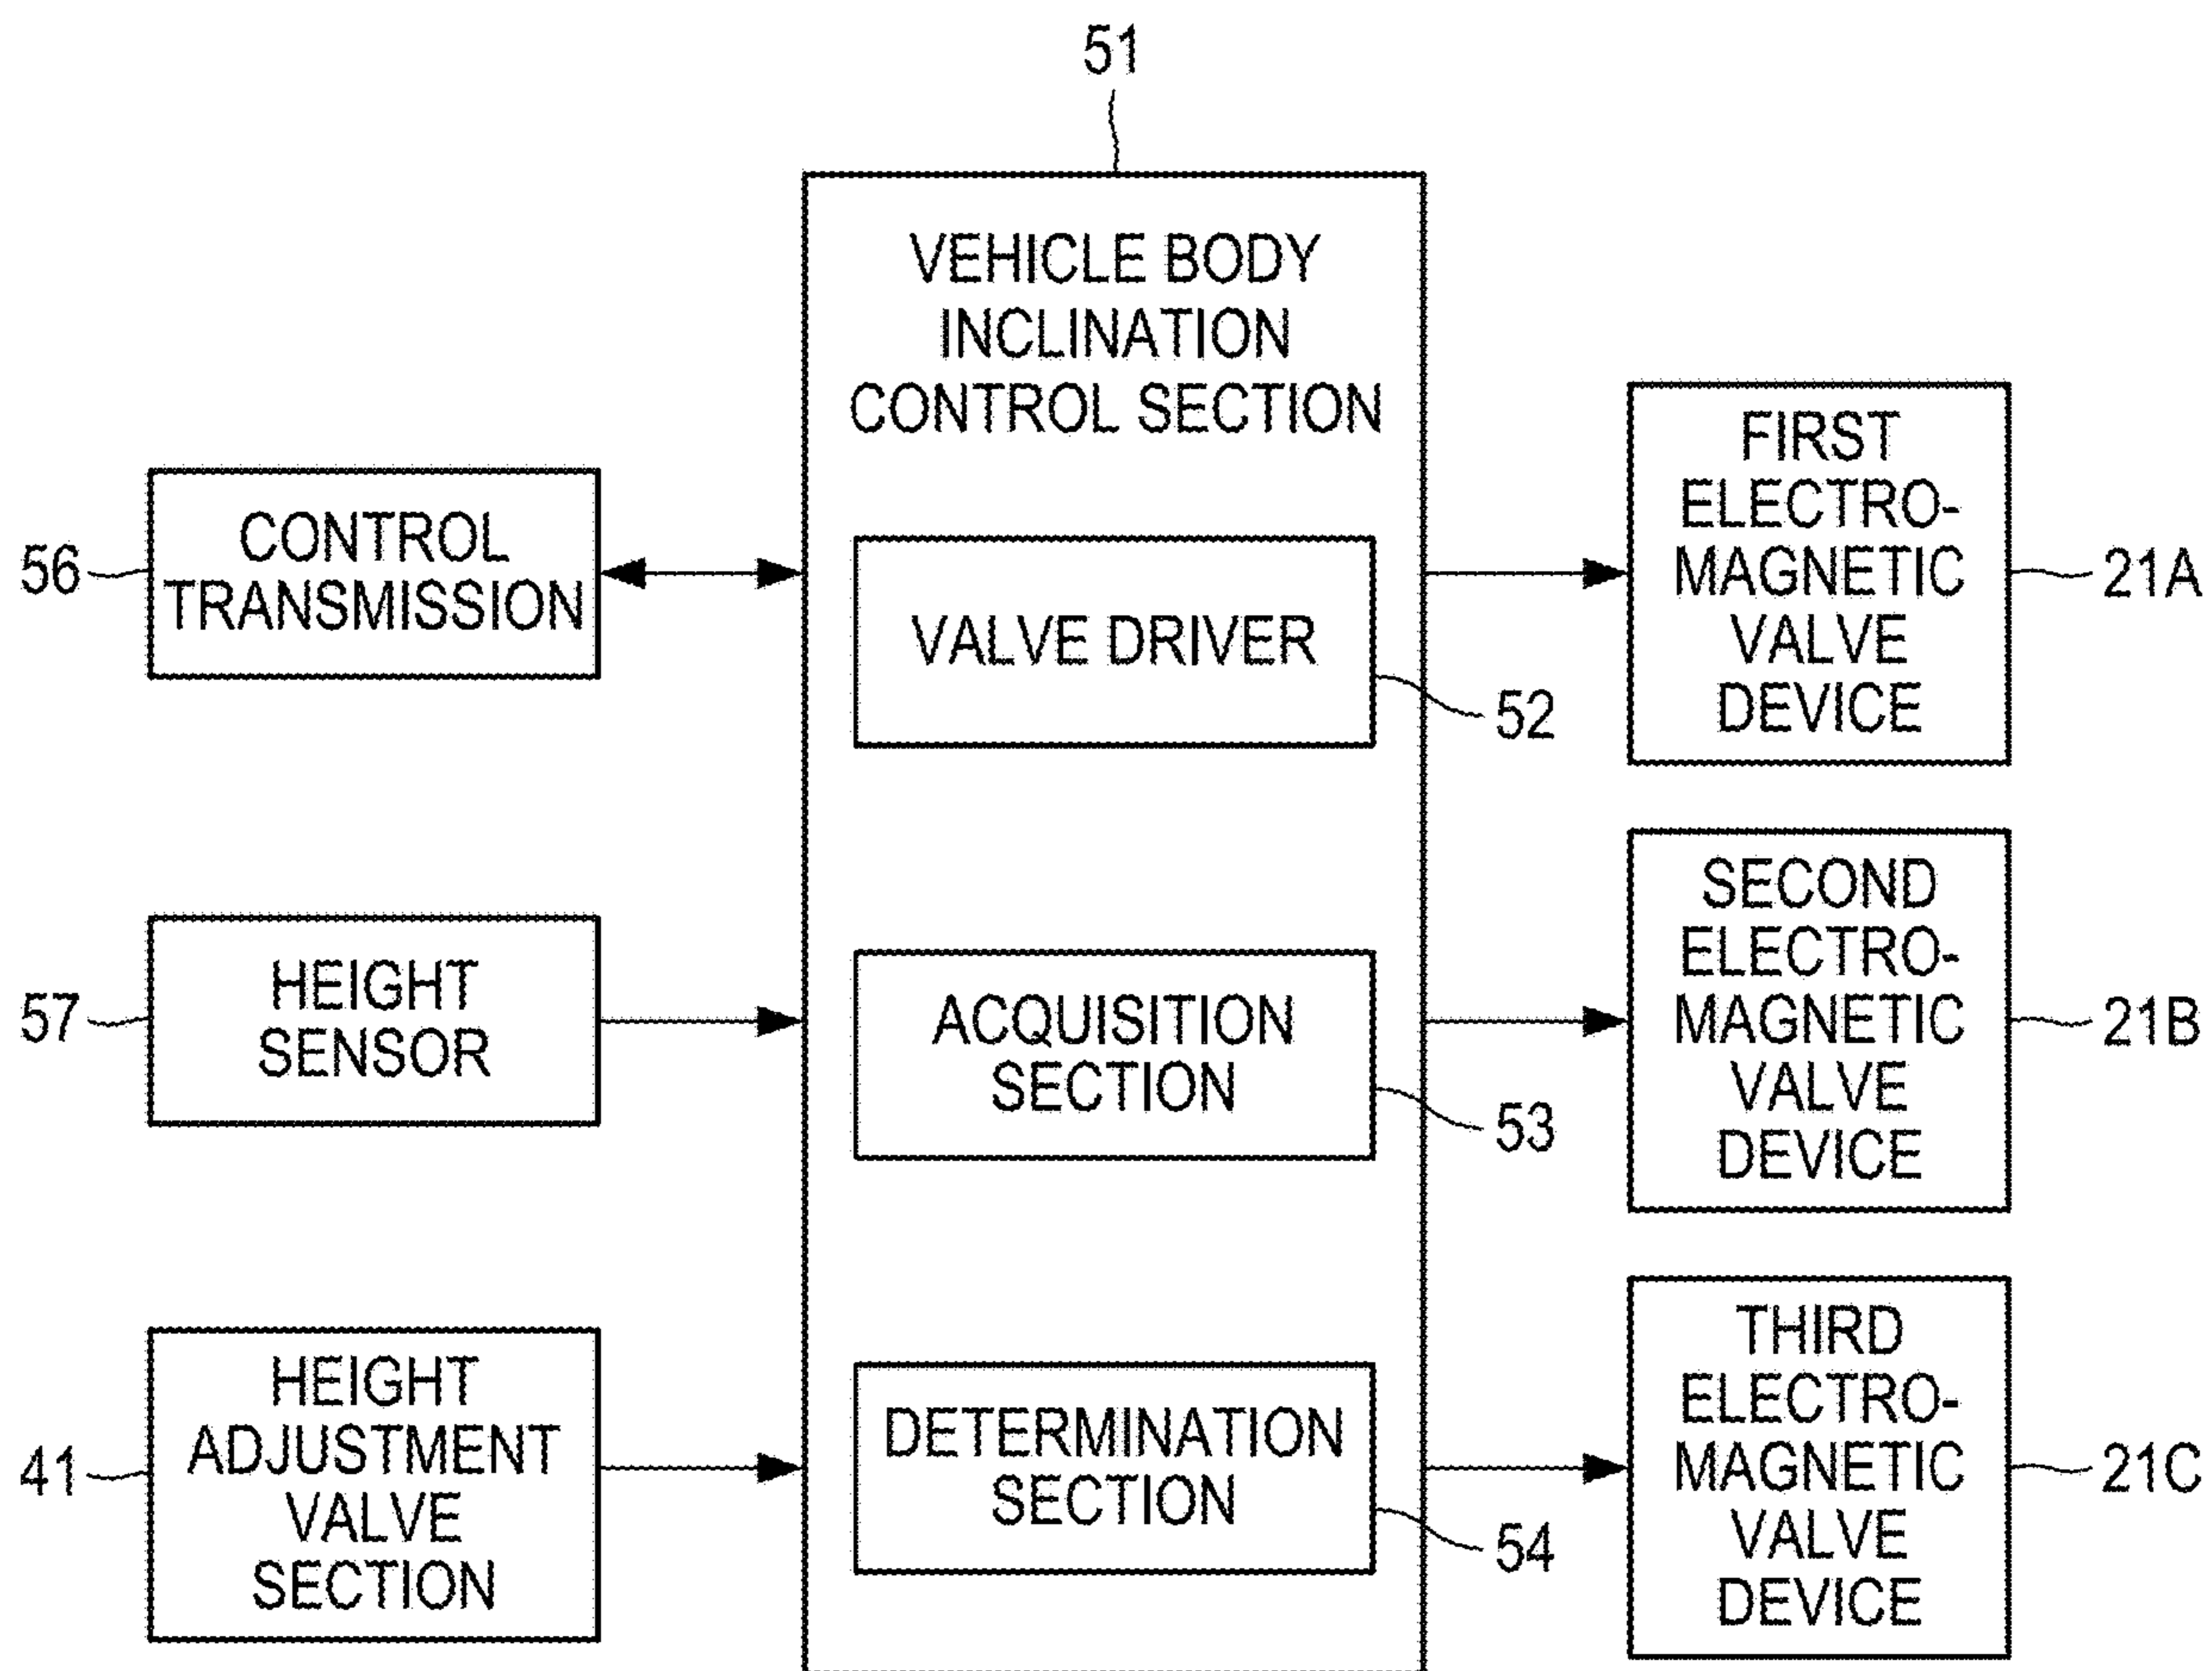 51
VEHICLE BODY
INCLINATION
CONTROL SECTION
56
CONTROL
TRANSMISSION
VALVE DRIVER
52
FIRST
ELECTRO-
MAGNETIC
VALVE
DEVICE
21A
57
HEIGHT
SENSOR
ACQUISITION
SECTION
53
SECOND
ELECTRO-
MAGNETIC
VALVE
DEVICE
21B
41
HEIGHT
ADJUSTMENT
VALVE
SECTION
DETERMINATION
SECTION
54
THIRD
ELECTRO-
MAGNETIC
VALVE
DEVICE
21C